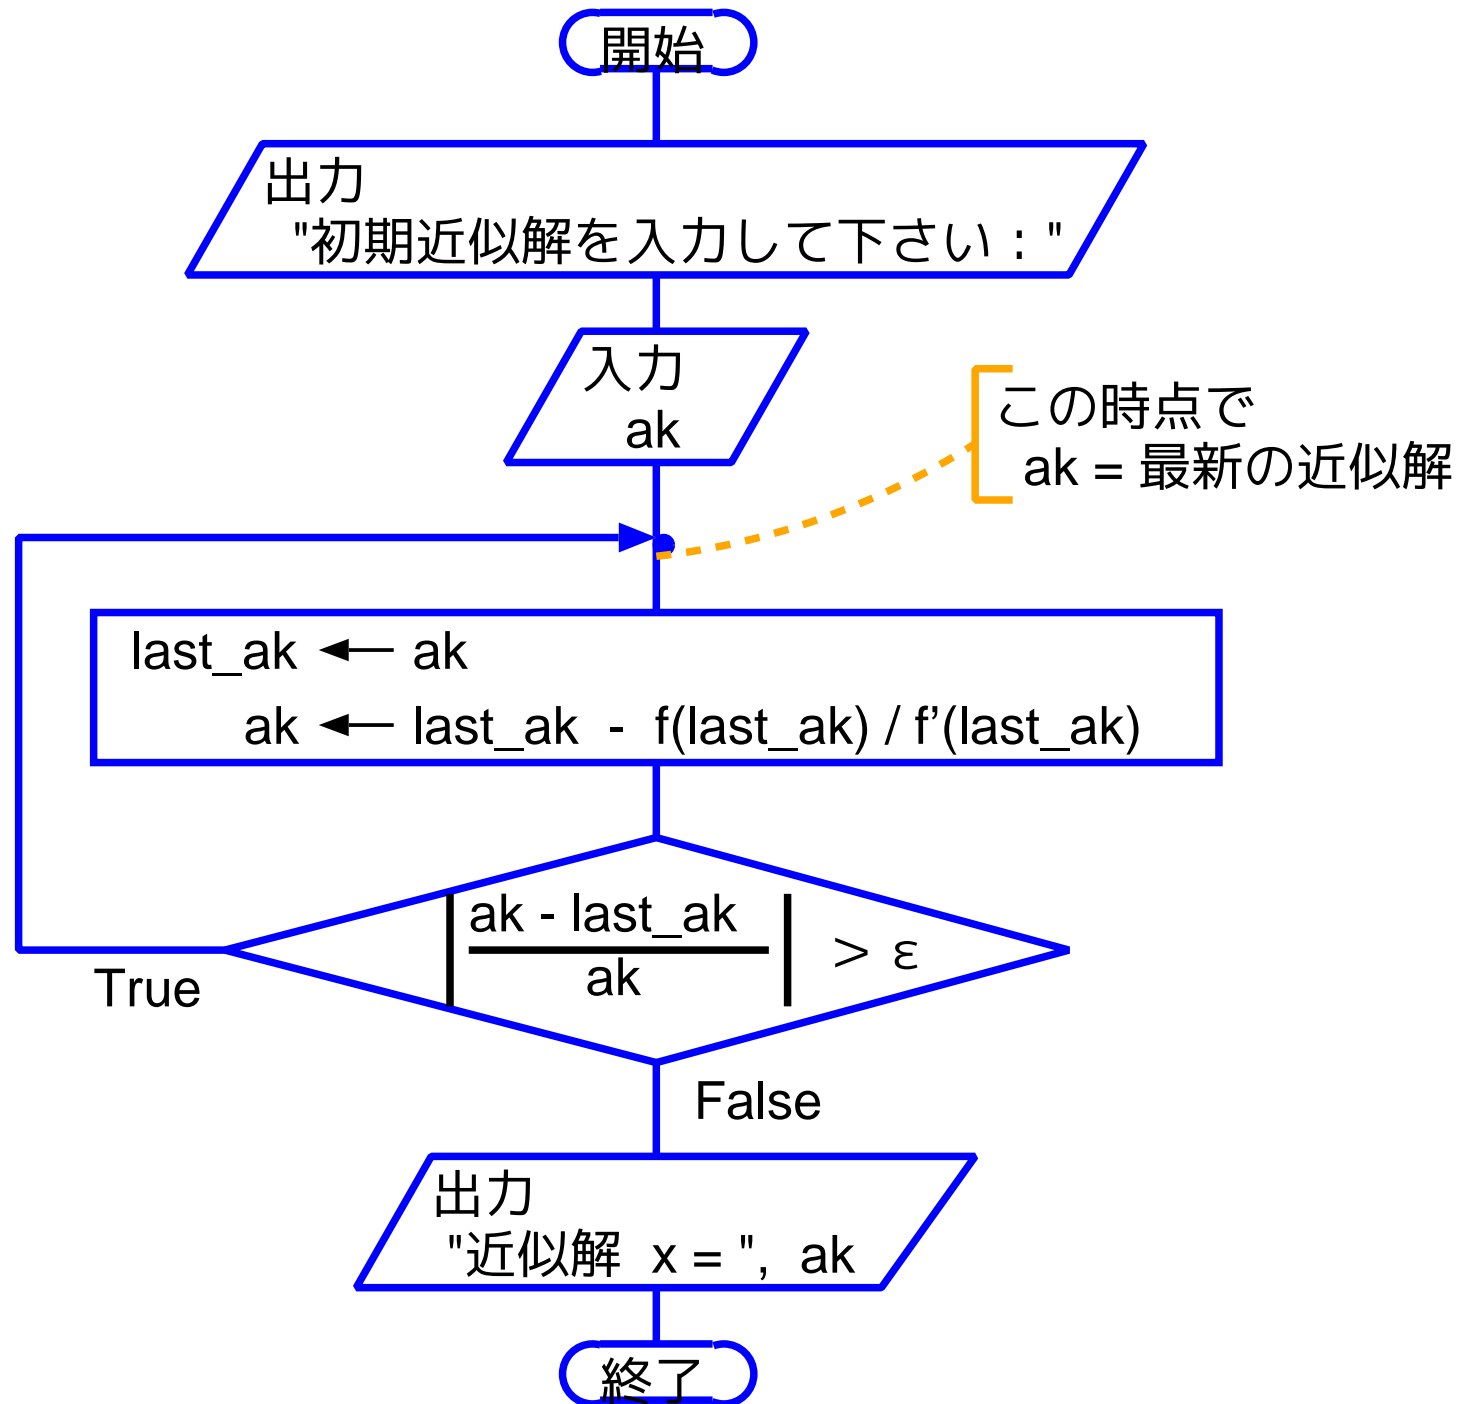 開始
出力
"初期近似解を入力して下さい : "
入力
ak
この時点で
ak = 最新の近似解
last_ak ← ak
ak ← last_ak - f(last_ak) / f'(last_ak)
ak - last_ak
ak
> ε
True
False
出力
"近似解 x = ", ak
終了